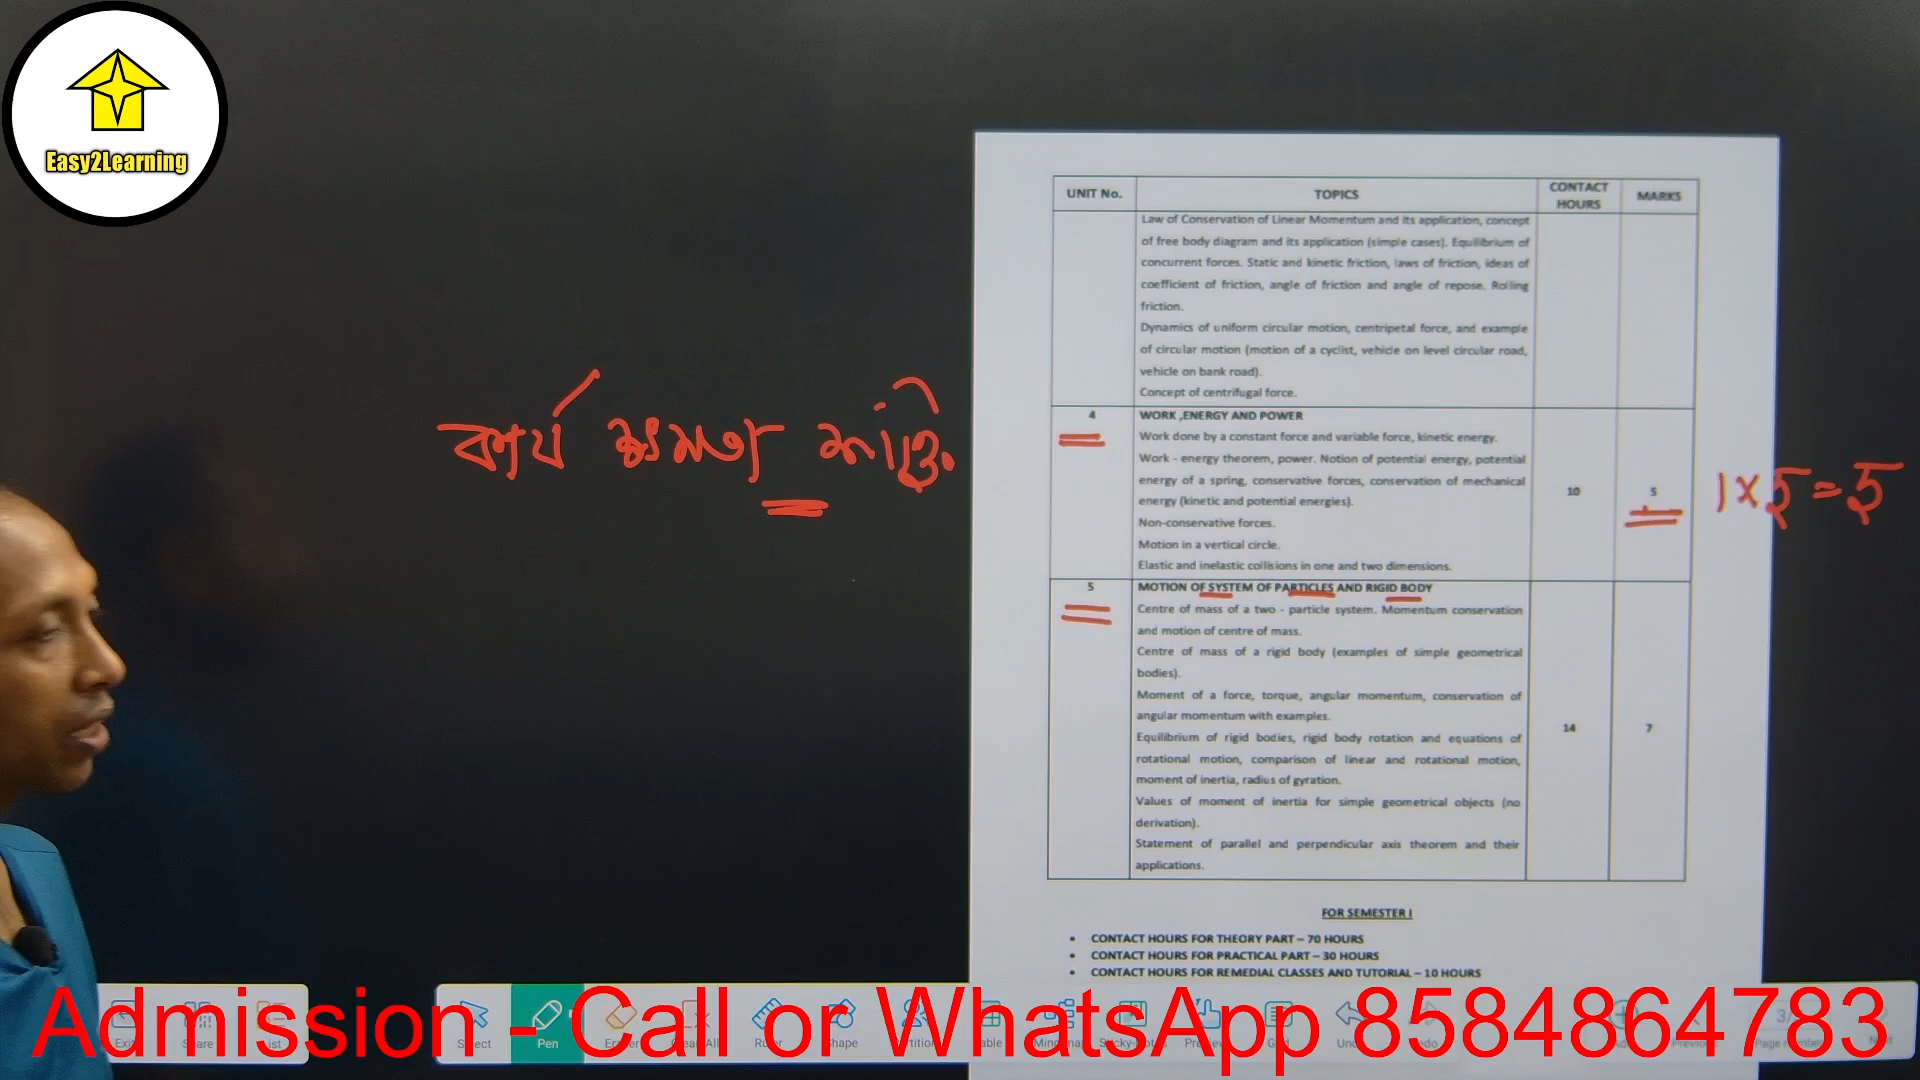 Easy2Learning
UNIT No. TOPICS CONTACT HOURS MARKS
Law of Conservation of Linear Momentum and its application, concept
of free body diagram and its application (simple cases). Equilibrium of
concurrent forces. Static and kinetic friction, laws of friction, ideas of
coefficient of friction, angle of friction and angle of repose. Rolling
friction.
Dynamics of uniform circular motion, centripetal force, and example
of circular motion (motion of a cyclist, vehicle on level circular road,
vehicle on bank road).
Concept of centrifugal force.
কার্য ক্ষমতা শক্তি
4 WORK ,ENERGY AND POWER
Work done by a constant force and variable force, kinetic energy.
Work - energy theorem, power. Notion of potential energy, potential
energy of a spring, conservative forces, conservation of mechanical
energy (kinetic and potential energies).
Non-conservative forces.
Motion in a vertical circle.
Elastic and inelastic collisions in one and two dimensions.
10 5
1 × 5 = 5
5 MOTION OF SYSTEM OF PARTICLES AND RIGID BODY
Centre of mass of a two - particle system. Momentum conservation
and motion of centre of mass.
Centre of mass of a rigid body (examples of simple geometrical
bodies).
Moment of a force, torque, angular momentum, conservation of
angular momentum with examples.
Equilibrium of rigid bodies, rigid body rotation and equations of
rotational motion, comparison of linear and rotational motion,
moment of inertia, radius of gyration.
Values of moment of inertia for simple geometrical objects (no
derivation).
Statement of parallel and perpendicular axis theorem and their
applications.
14 7
FOR SEMESTER I
• CONTACT HOURS FOR THEORY PART – 70 HOURS
• CONTACT HOURS FOR PRACTICAL PART – 30 HOURS
• CONTACT HOURS FOR REMEDIAL CLASSES AND TUTORIAL – 10 HOURS
Admission - Call or WhatsApp 8584864783
Select Pen